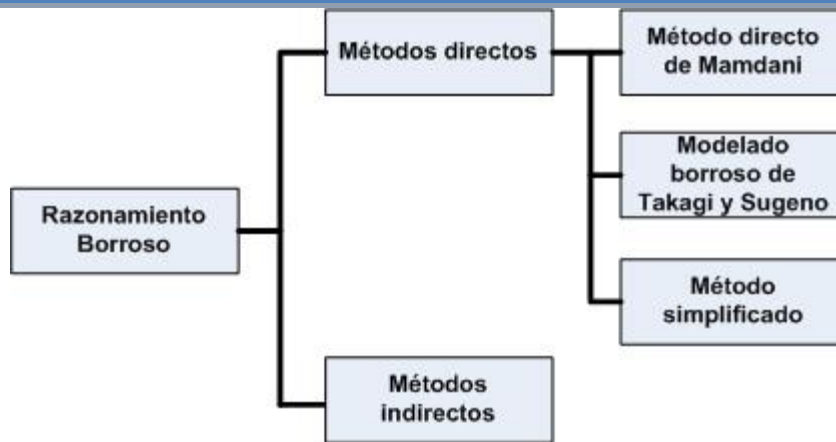 Métodos directos
Método directo
de Mamdani
Modelado
borroso de
Takagi y Sugeno
Razonamiento
Borroso
Método
simplificado
Métodos
indirectos